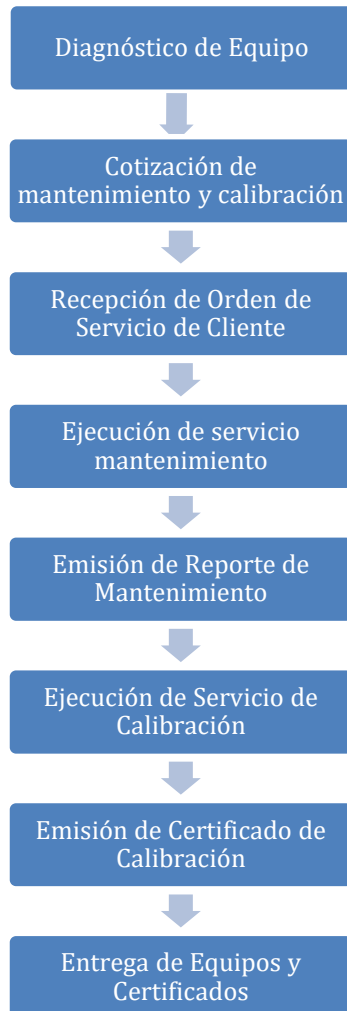 Diagnóstico de Equipo
Cotización de
mantenimiento y calibración
Recepción de Orden de
Servicio de Cliente
Ejecución de servicio
mantenimiento
Emisión de Reporte de
Mantenimiento
Ejecución de Servicio de
Calibración
Emisión de Certificado de
Calibración
Entrega de Equipos y
Certificados